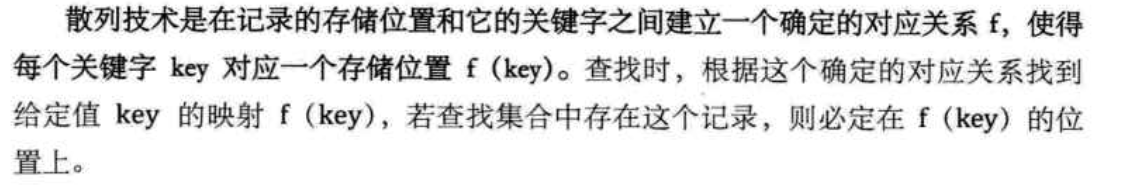 散列技术是在记录的存储位置和它的关键字之间建立一个确定的对应关系 f，使得
每个关键字 key 对应一个存储位置 f（key）。查找时，根据这个确定的对应关系找到
给定值 key 的映射 f（key），若查找集合中存在这个记录，则必定在 f（key）的位
置上。